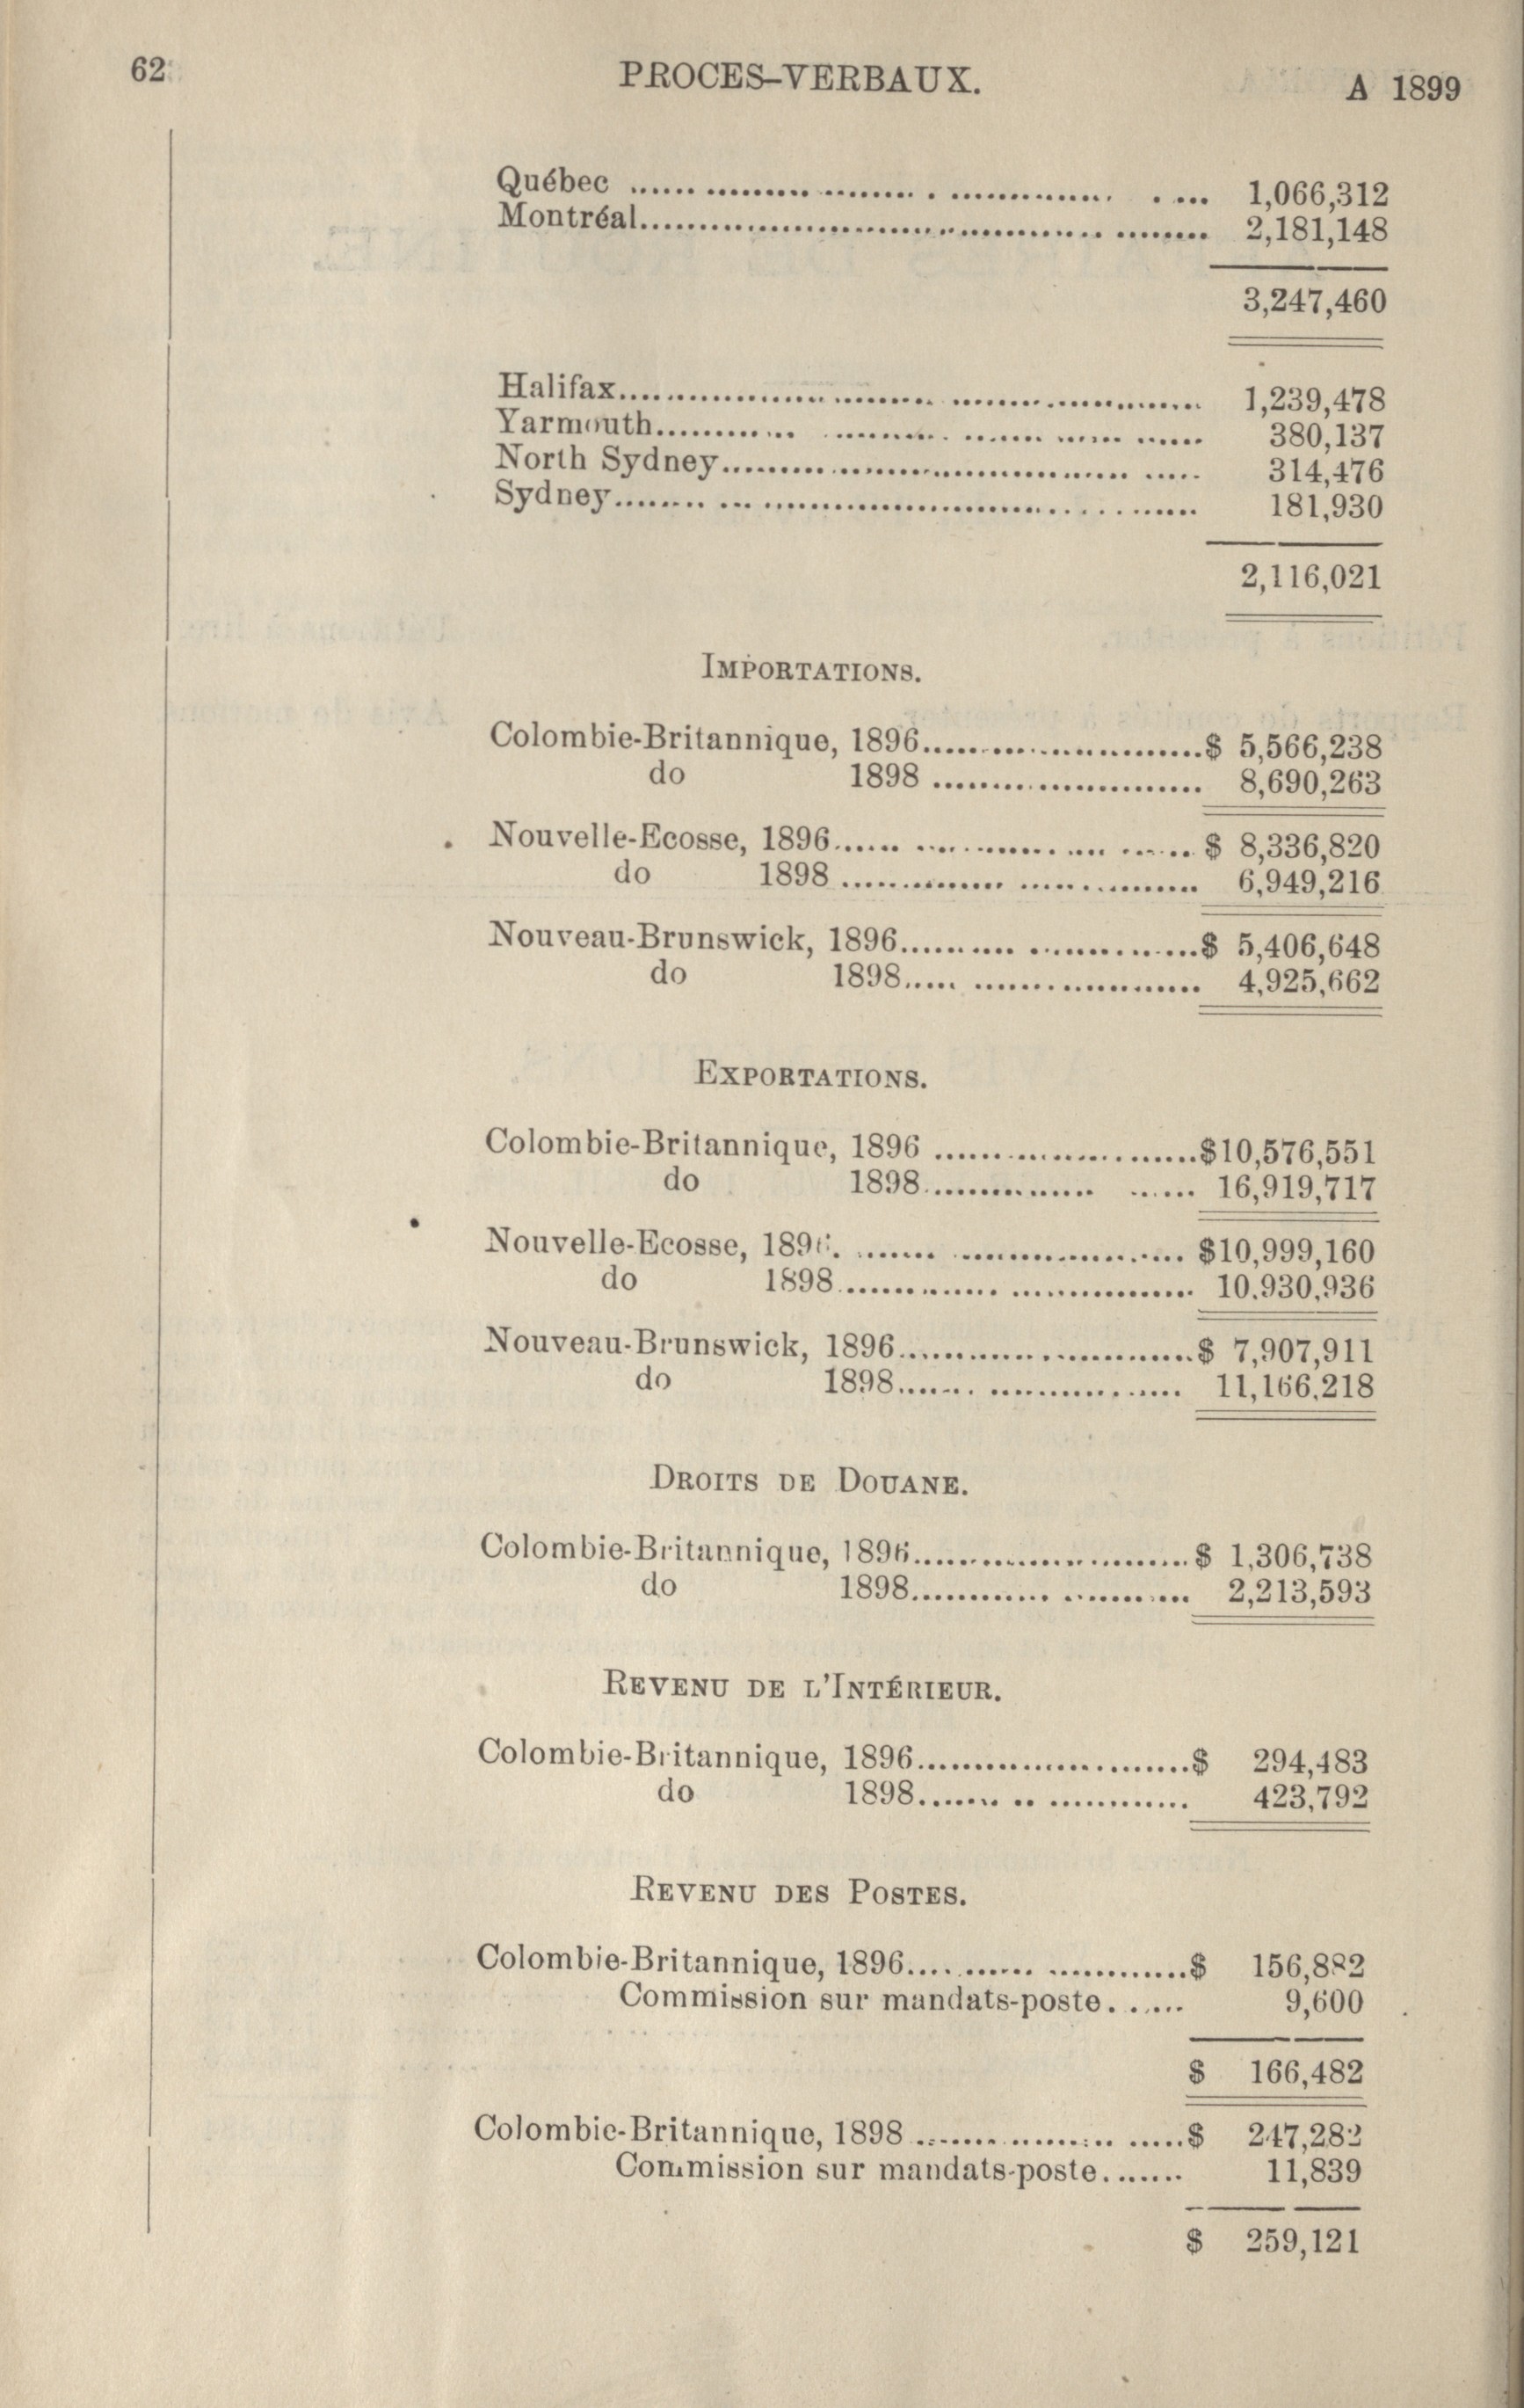 62
PROCES-VERBAUX.
A 1899
Québec ........ 1,066,312
Montréal........ 2,181,148
3,247,460
Halifax........ 1,239,478
Yarmouth........ 380,137
North Sydney........ 314,476
Sydney........ 181,930
2,116,021
IMPORTATIONS.
Colombie-Britannique, 1896........$ 5,566,238
do 1898 ........ 8,690,263
Nouvelle-Ecosse, 1896........$ 8,336,820
do 1898 ........ 6,949,216
Nouveau-Brunswick, 1896........$ 5,406,648
do 1898........ 4,925,662
EXPORTATIONS.
Colombie-Britannique, 1896 ........$10,576,551
do 1898........ 16,919,717
Nouvelle-Ecosse, 1896. ........ $10,999,160
do 1898........ 10.930,936
Nouveau-Brunswick, 1896........$ 7,907,911
do 1898........ 11,166,218
DROITS DE DOUANE.
Colombie-Britannique, 1896........$ 1,306,738
do 1898........ 2,213,593
REVENU DE L'INTÉRIEUR.
Colombie-Britannique, 1896........$ 294,483
do 1898........ 423,792
REVENU DES POSTES.
Colombie-Britannique, 1896........$ 156,882
Commission sur mandats-poste...... 9,600
$ 166,482
Colombie-Britannique, 1898 ........$ 247,282
Commission sur mandats-poste....... 11,839
$ 259,121